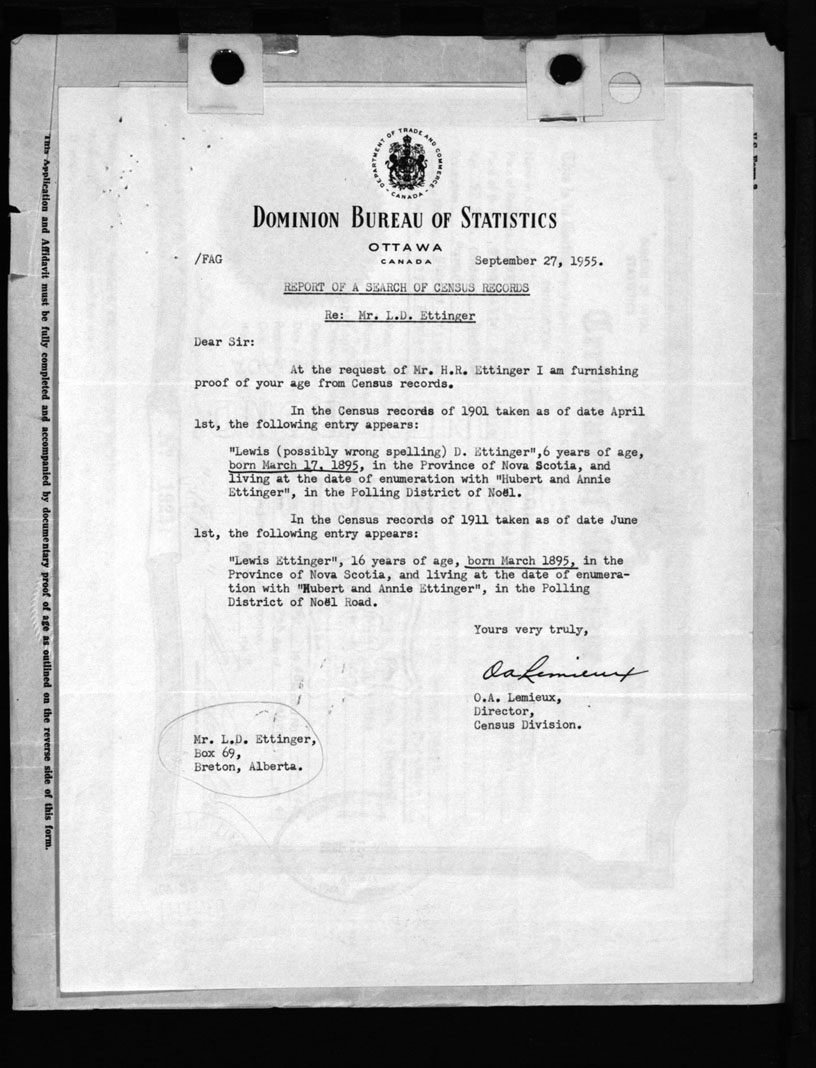 DEPARTMENT OF TRADE AND COMMERCE
- CANADA -
DOMINION BUREAU OF STATISTICS
OTTAWA
CANADA
/FAG
September 27, 1955.
REPORT OF A SEARCH OF CENSUS RECORDS
Re: Mr. L.D. Ettinger
Dear Sir:
At the request of Mr. H.R. Ettinger I am furnishing
proof of your age from Census records.
In the Census records of 1901 taken as of date April
1st, the following entry appears:
"Lewis (possibly wrong spelling) D. Ettinger",6 years of age,
born March 17, 1895, in the Province of Nova Scotia, and
living at the date of enumeration with "Hubert and Annie
Ettinger", in the Polling District of Noël.
In the Census records of 1911 taken as of date June
1st, the following entry appears:
"Lewis Ettinger", 16 years of age, born March 1895, in the
Province of Nova Scotia, and living at the date of enumera-
tion with "Hubert and Annie Ettinger", in the Polling
District of Noël Road.
Yours very truly,
O.A. Lemieux
O.A. Lemieux,
Director,
Census Division.
Mr. L.D. Ettinger,
Box 69,
Breton, Alberta.
This Application and Affidavit must be fully completed and accompanied by documentary proof of age as outlined on the reverse side of this form.